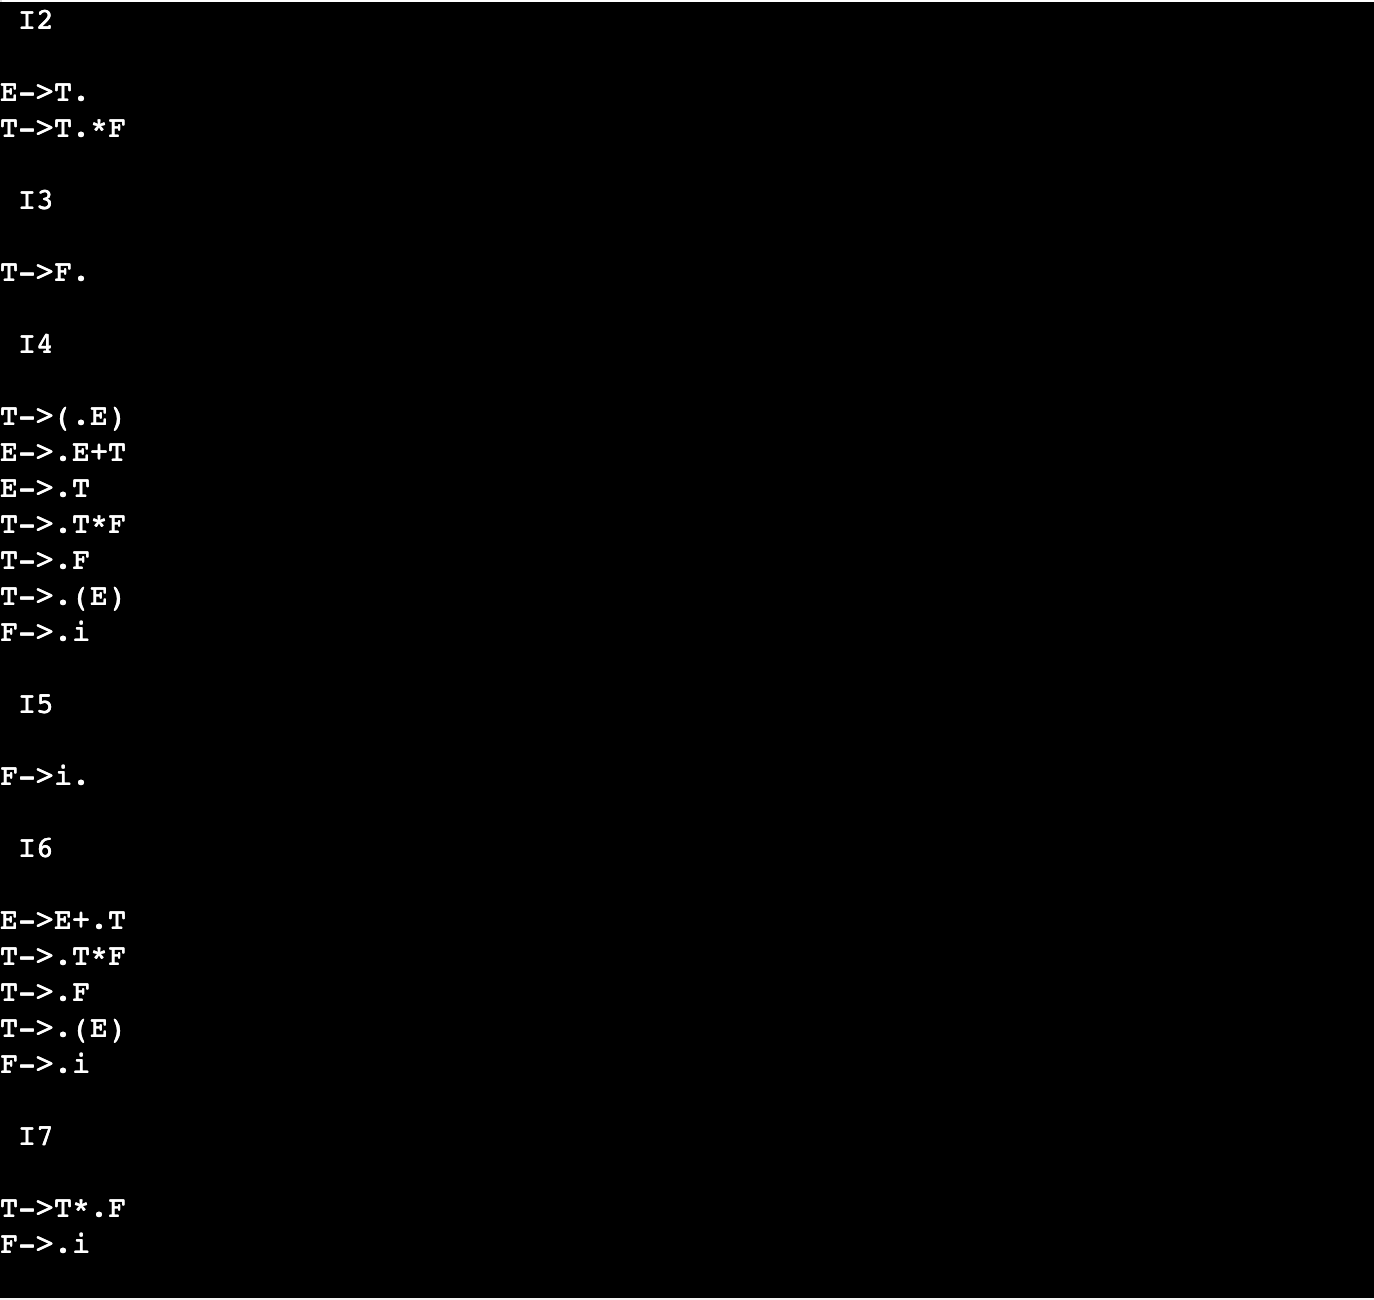 I2
E->T.
T->T.*F
I3
T->F.
I4
T->(.E)
E->.E+T
E->.T
T->.T*F
T->.F
T->.(E)
F->.i
I5
F->i.
I6
E->E+.T
T->.T*F
T->.F
T->.(E)
F->.i
I7
T->T*.F
F->.i